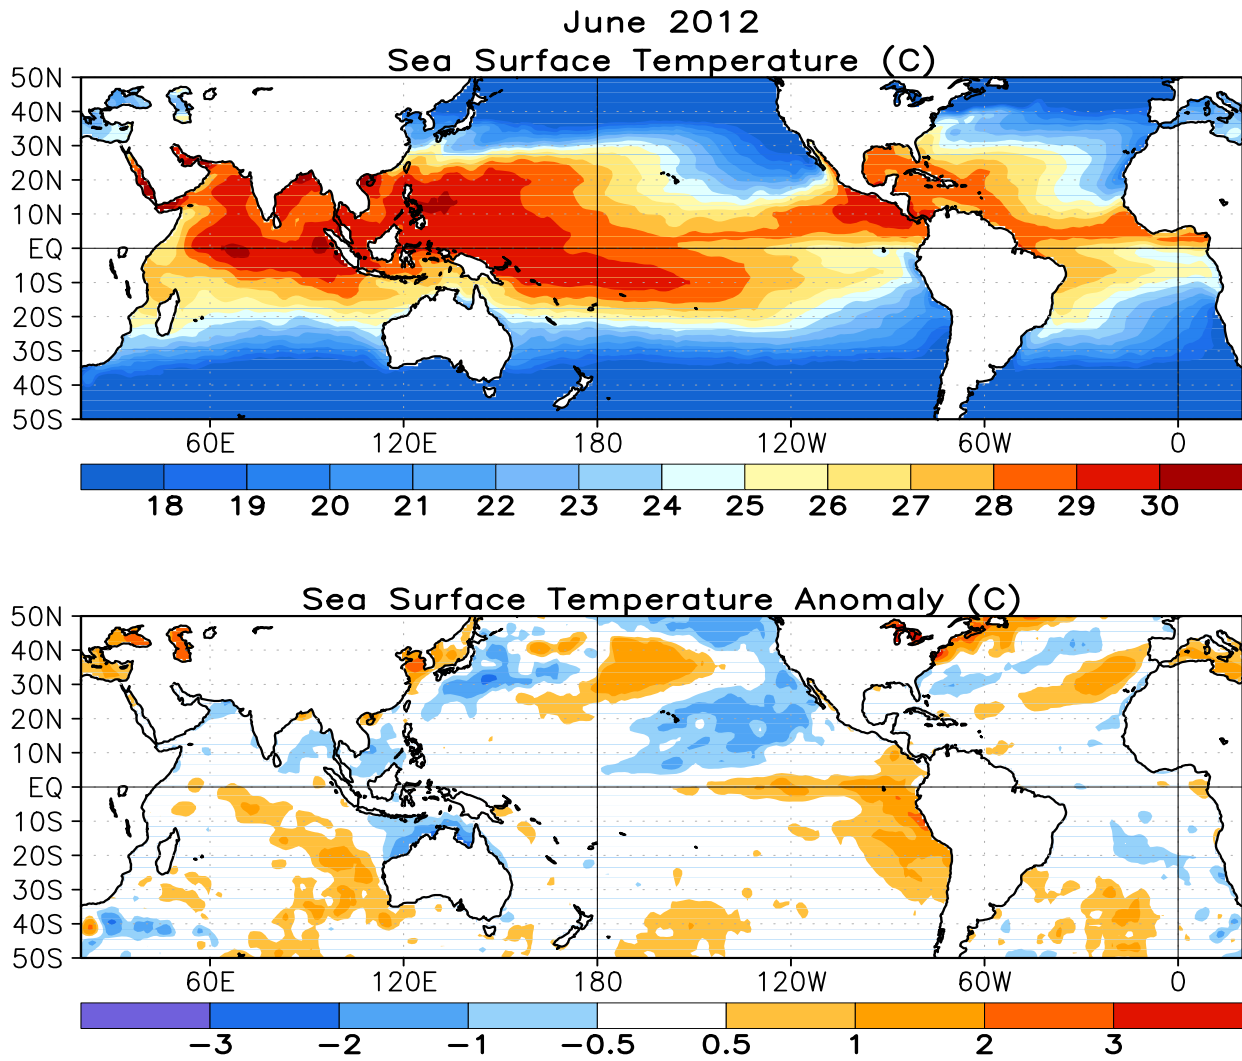 June 2012
Sea Surface Temperature (C)
50N
40N
30N
20N
10N
EQ
10S
20S
30S
40S
50S
60E 120E 180 120W 60W 0
18 19 20 21 22 23 24 25 26 27 28 29 30
Sea Surface Temperature Anomaly (C)
50N
40N
30N
20N
10N
EQ
10S
20S
30S
40S
50S
60E 120E 180 120W 60W 0
−3 −2 −1 −0.5 0.5 1 2 3